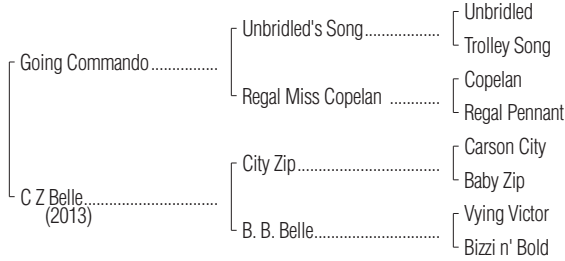 Unbridled
Unbridled's Song..................
Trolley Song
Going Commando................
Copelan
Regal Miss Copelan ............
Regal Pennant
Carson City
City Zip..................................
Baby Zip
C Z Belle................................
(2013)
Vying Victor
B. B. Belle..............................
Bizzi n' Bold